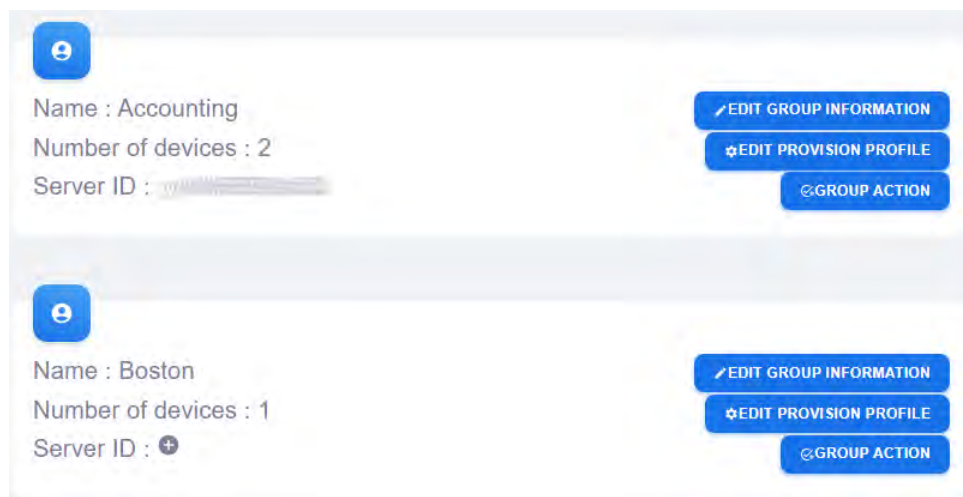 Name : Accounting
Number of devices : 2
Server ID :
EDIT GROUP INFORMATION
EDIT PROVISION PROFILE
GROUP ACTION
Name : Boston
Number of devices : 1
Server ID :
EDIT GROUP INFORMATION
EDIT PROVISION PROFILE
GROUP ACTION